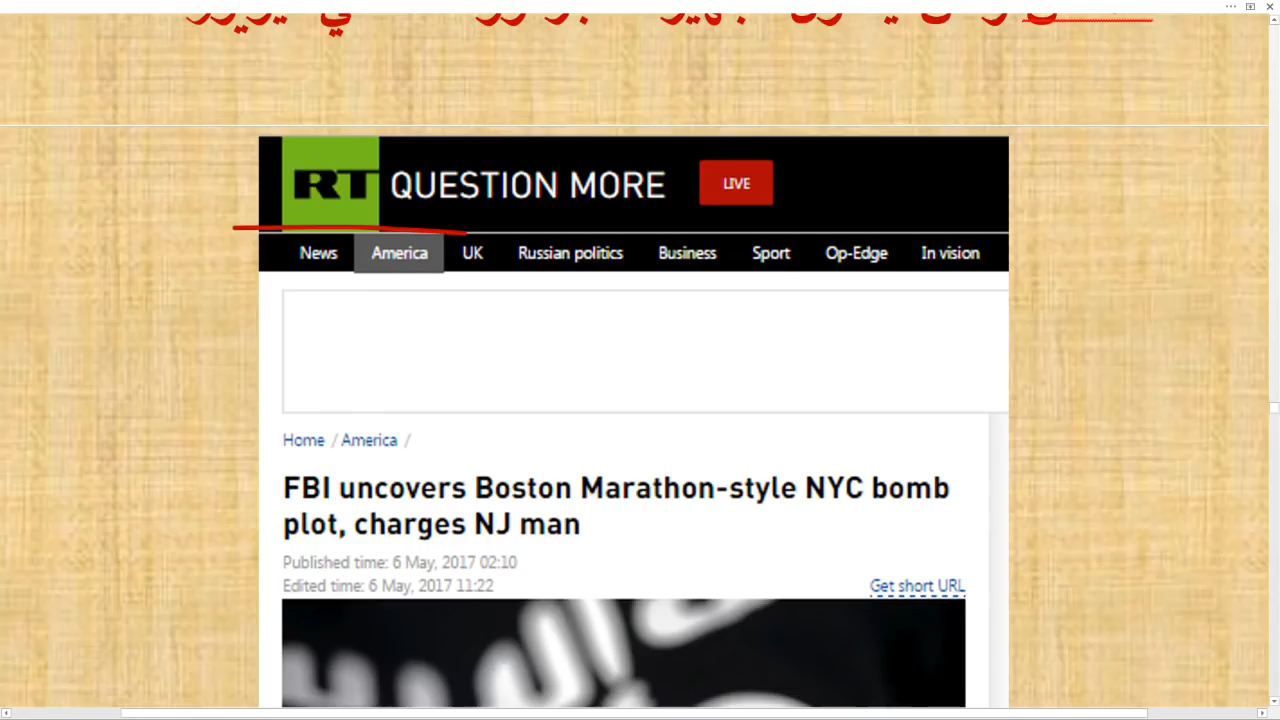 RT QUESTION MORE LIVE
News America UK Russian politics Business Sport Op-Edge In vision
Home / America /
FBI uncovers Boston Marathon-style NYC bomb
plot, charges NJ man
Published time: 6 May, 2017 02:10
Edited time: 6 May, 2017 11:22
Get short URL